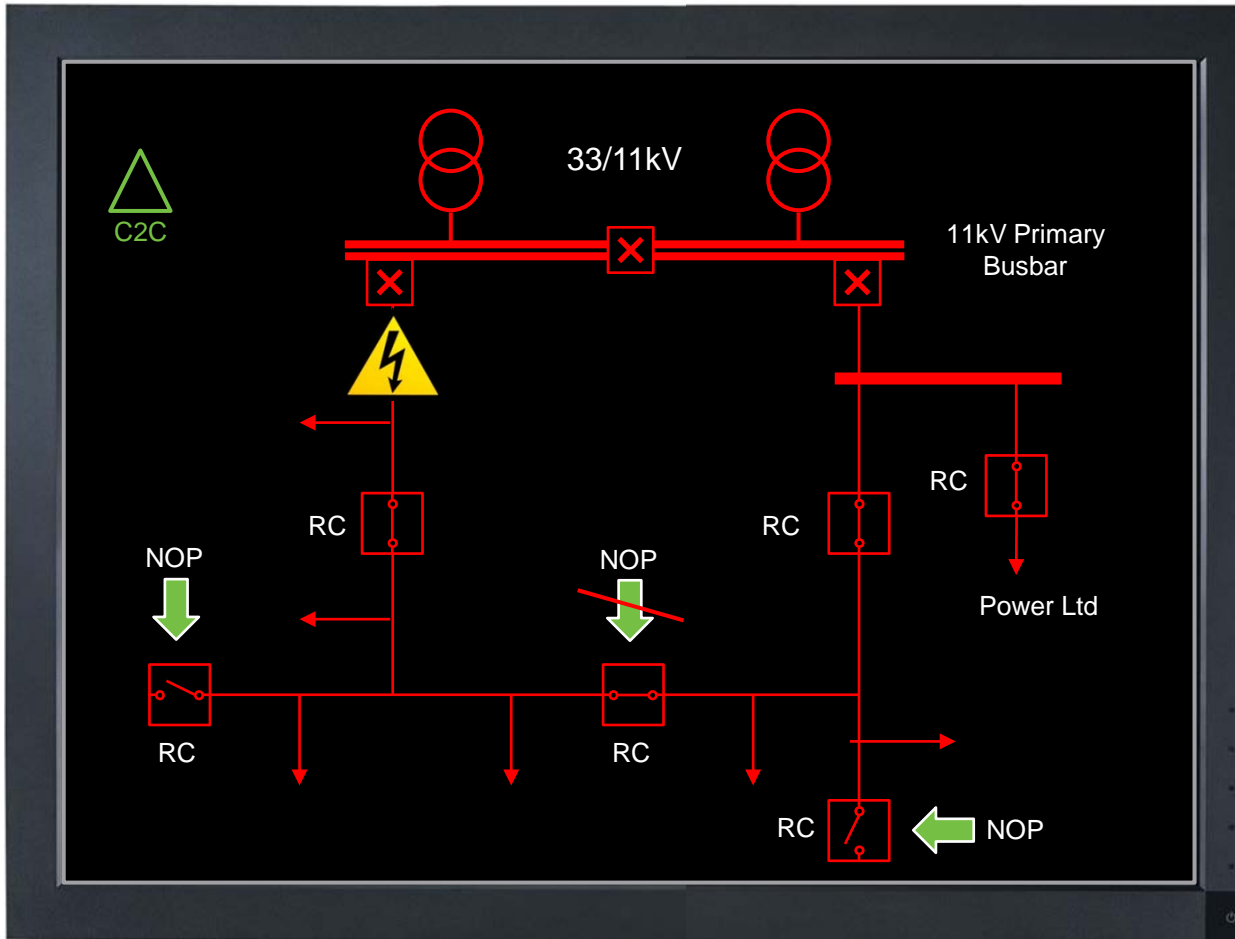 33/11kV
C2C
11kV Primary
Busbar
RC
RC
RC
NOP
NOP
Power Ltd
RC
RC
RC
NOP